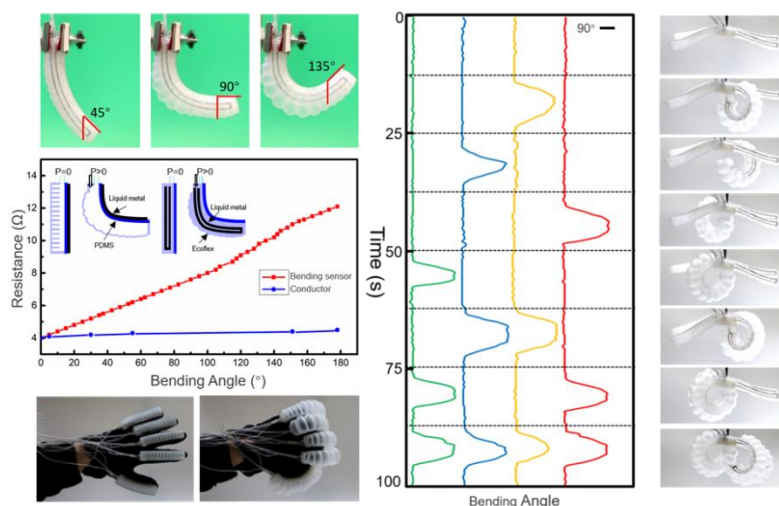 45°
90°
135°
P=0 P>0
Liquid metal
PDMS
P=0 P>0
Liquid metal
Ecoflex
Bending sensor
Conductor
Resistance (Ω)
14
12
10
8
6
4
2
0 20 40 60 80 100 120 140 160 180
Bending Angle (°)
90°
Time (s)
0
25
50
75
100
Bending Angle